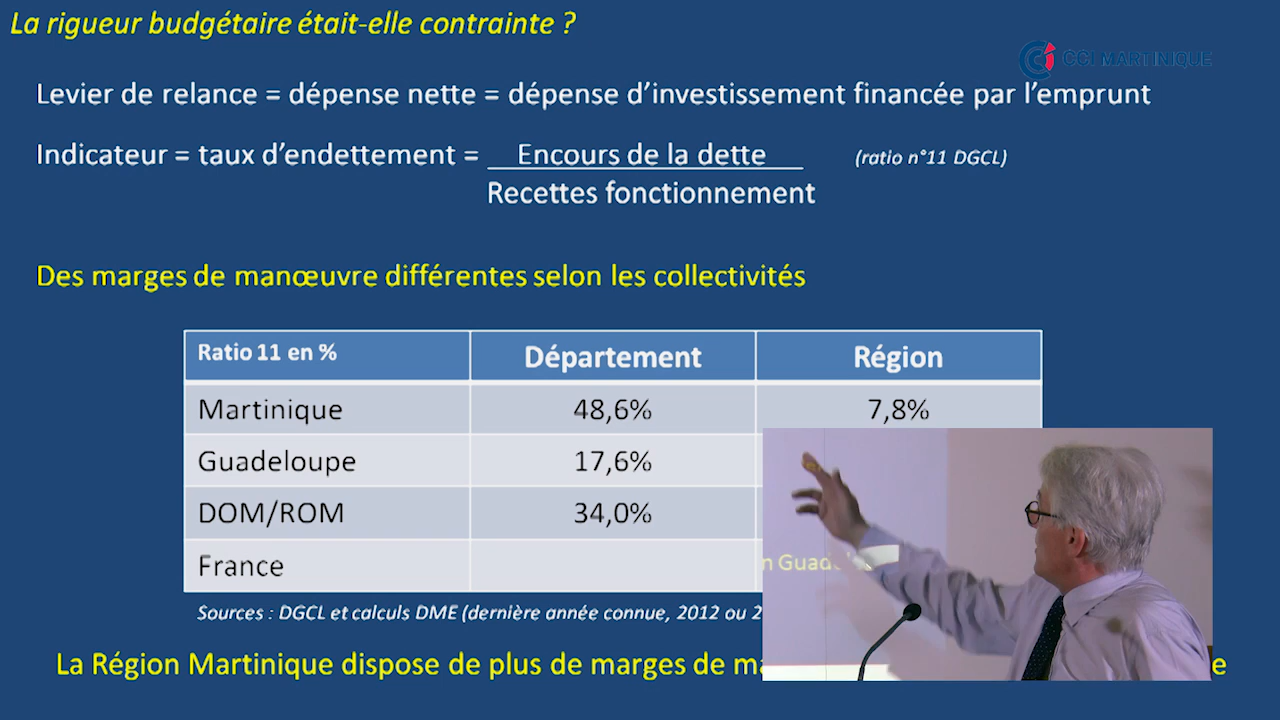 La rigueur budgétaire était-elle contrainte ?
CCI MARTINIQUE
Levier de relance = dépense nette = dépense d’investissement financée par l’emprunt
Indicateur = taux d’endettement = Encours de la dette (ratio n°11 DGCL)
Recettes fonctionnement
Des marges de manœuvre différentes selon les collectivités
Ratio 11 en % Département Région
Martinique 48,6% 7,8%
Guadeloupe 17,6%
DOM/ROM 34,0%
France
Sources : DGCL et calculs DME (dernière année connue, 2012 ou
La Région Martinique dispose de plus de marges de